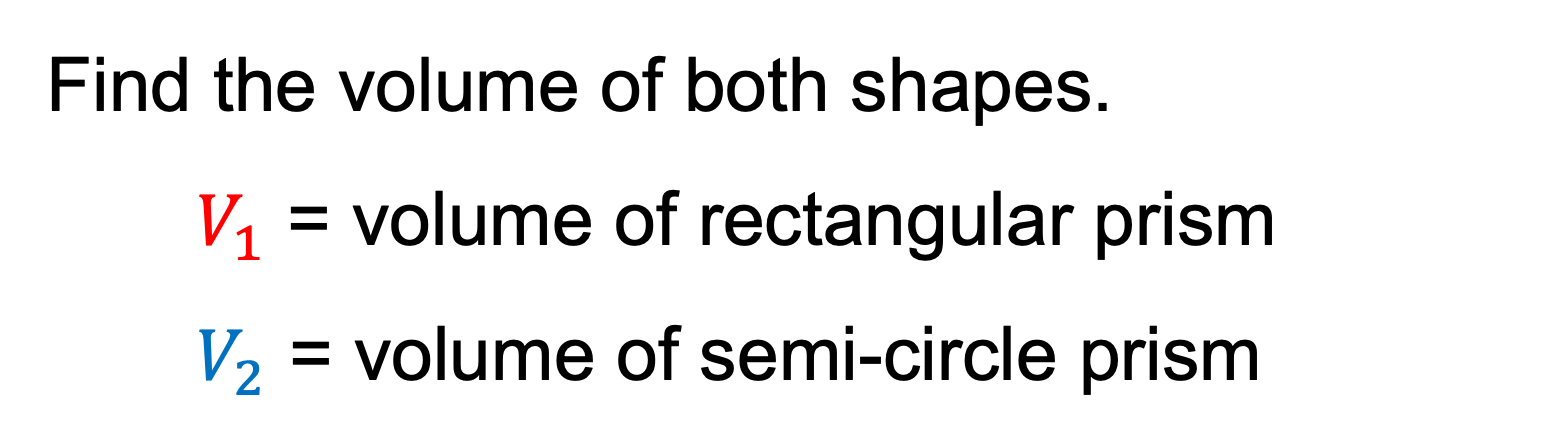 Find the volume of both shapes.
V₁ = volume of rectangular prism
V₂ = volume of semi-circle prism